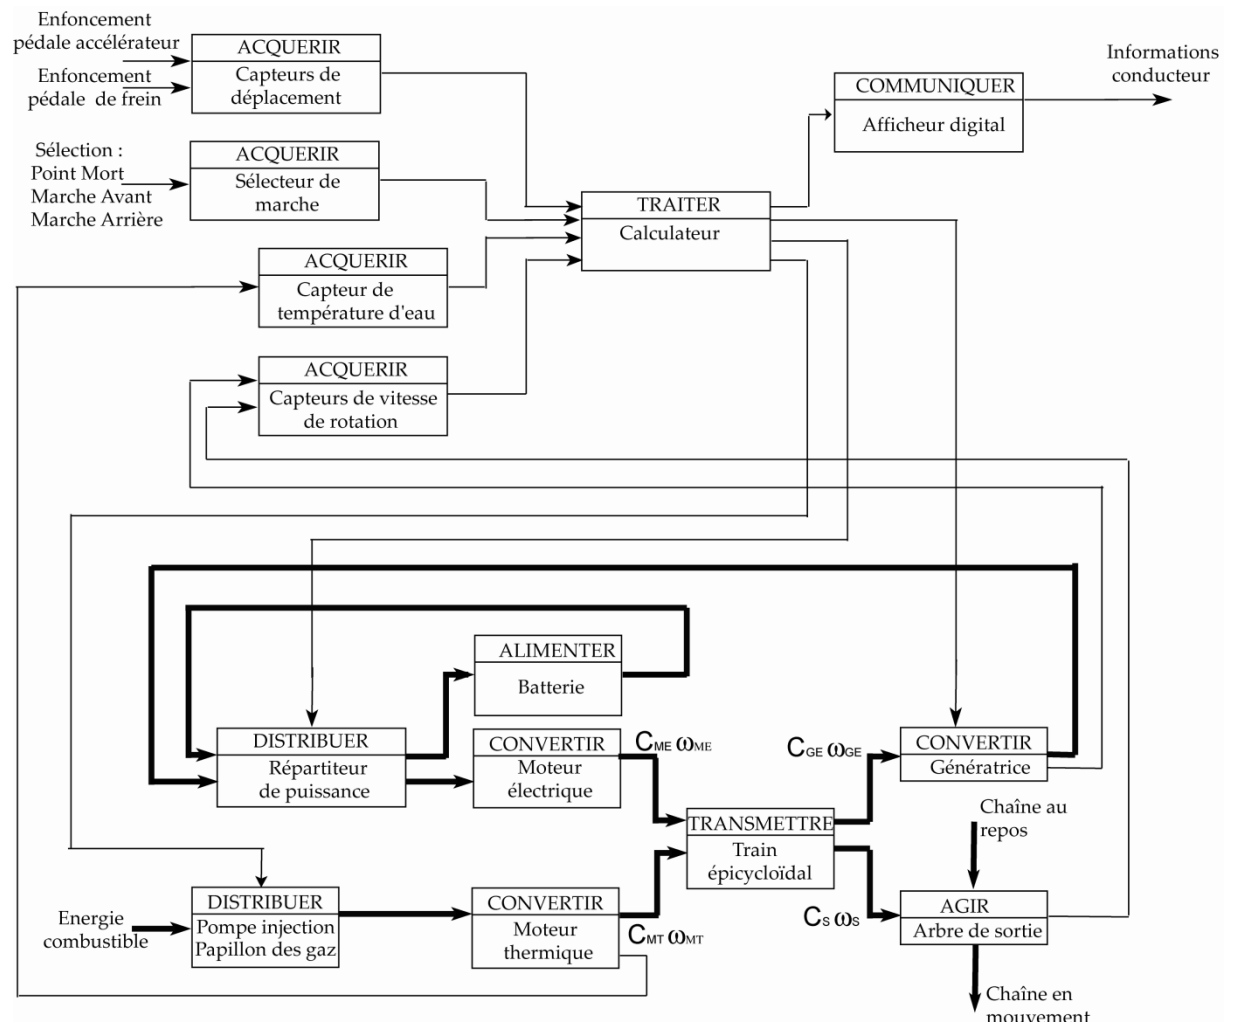 Enfoncement
pédale accélérateur
Enfoncement
pédale de frein
ACQUERIR
Capteurs de
déplacement
Informations
conducteur
COMMUNIQUER
Afficheur digital
Sélection :
Point Mort
Marche Avant
Marche Arrière
ACQUERIR
Sélecteur de
marche
TRAITER
Calculateur
ACQUERIR
Capteur de
température d'eau
ACQUERIR
Capteurs de vitesse
de rotation
ALIMENTER
Batterie
DISTRIBUER
Répartiteur
de puissance
CONVERTIR
Moteur
électrique
CME ωME
CGE ωGE
CONVERTIR
Génératrice
TRANSMETTRE
Train
épicycloïdal
Chaîne au
repos
Energie
combustible
DISTRIBUER
Pompe injection
Papillon des gaz
CONVERTIR
Moteur
thermique
CMT ωMT
CS ωS
AGIR
Arbre de sortie
Chaîne en
mouvement